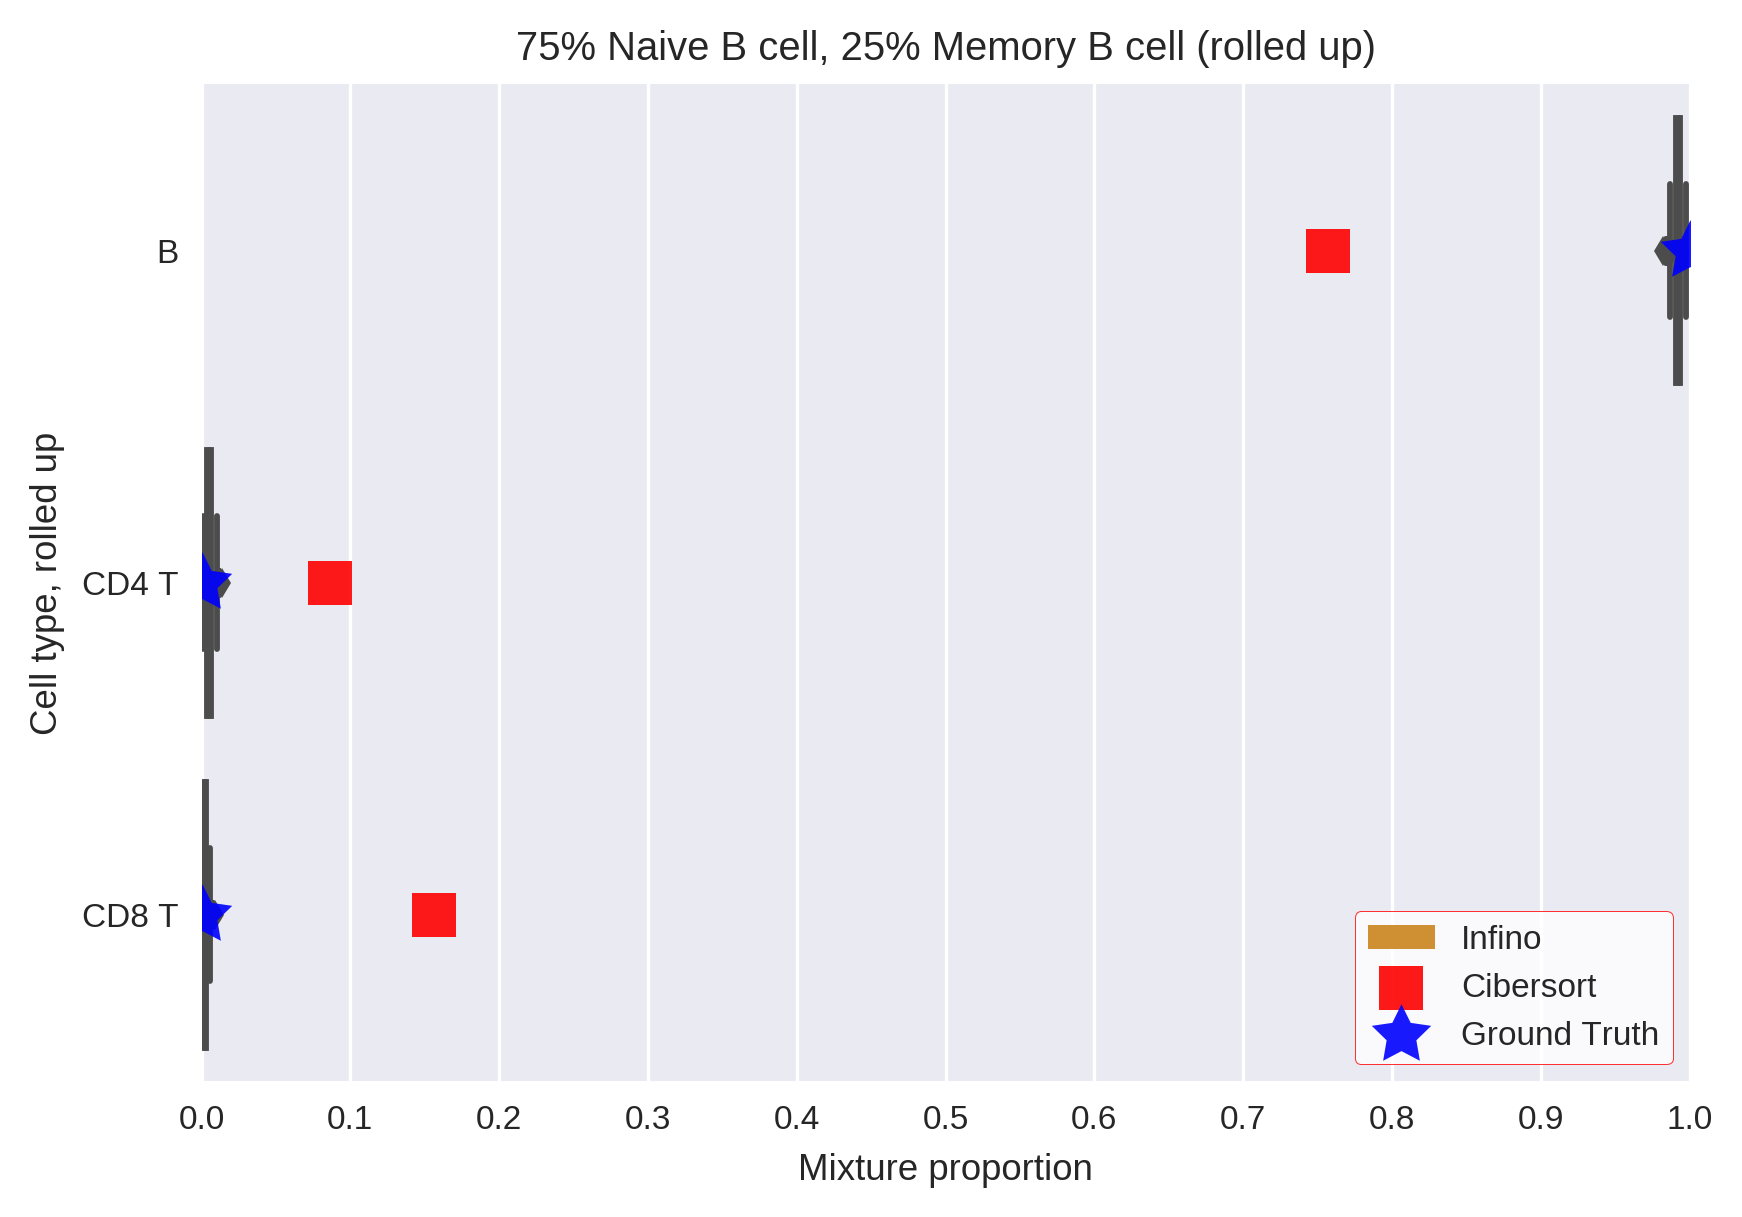 75% Naive B cell, 25% Memory B cell (rolled up)
Cell type, rolled up
B
CD4 T
CD8 T
Infino
Cibersort
Ground Truth
0.0 0.1 0.2 0.3 0.4 0.5 0.6 0.7 0.8 0.9 1.0
Mixture proportion